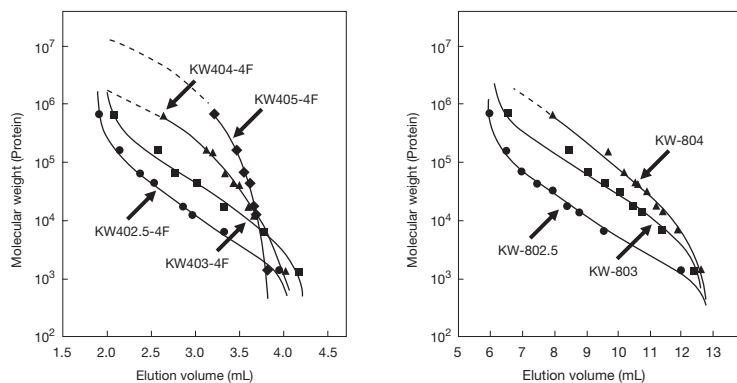 10⁷
10⁶
10⁵
10⁴
10³
10²
Molecular weight (Protein)
KW404-4F
KW405-4F
KW402.5-4F
KW403-4F
1.5 2.0 2.5 3.0 3.5 4.0 4.5
Elution volume (mL)
10⁷
10⁶
10⁵
10⁴
10³
10²
Molecular weight (Protein)
KW-804
KW-802.5
KW-803
5 6 7 8 9 10 11 12 13
Elution volume (mL)